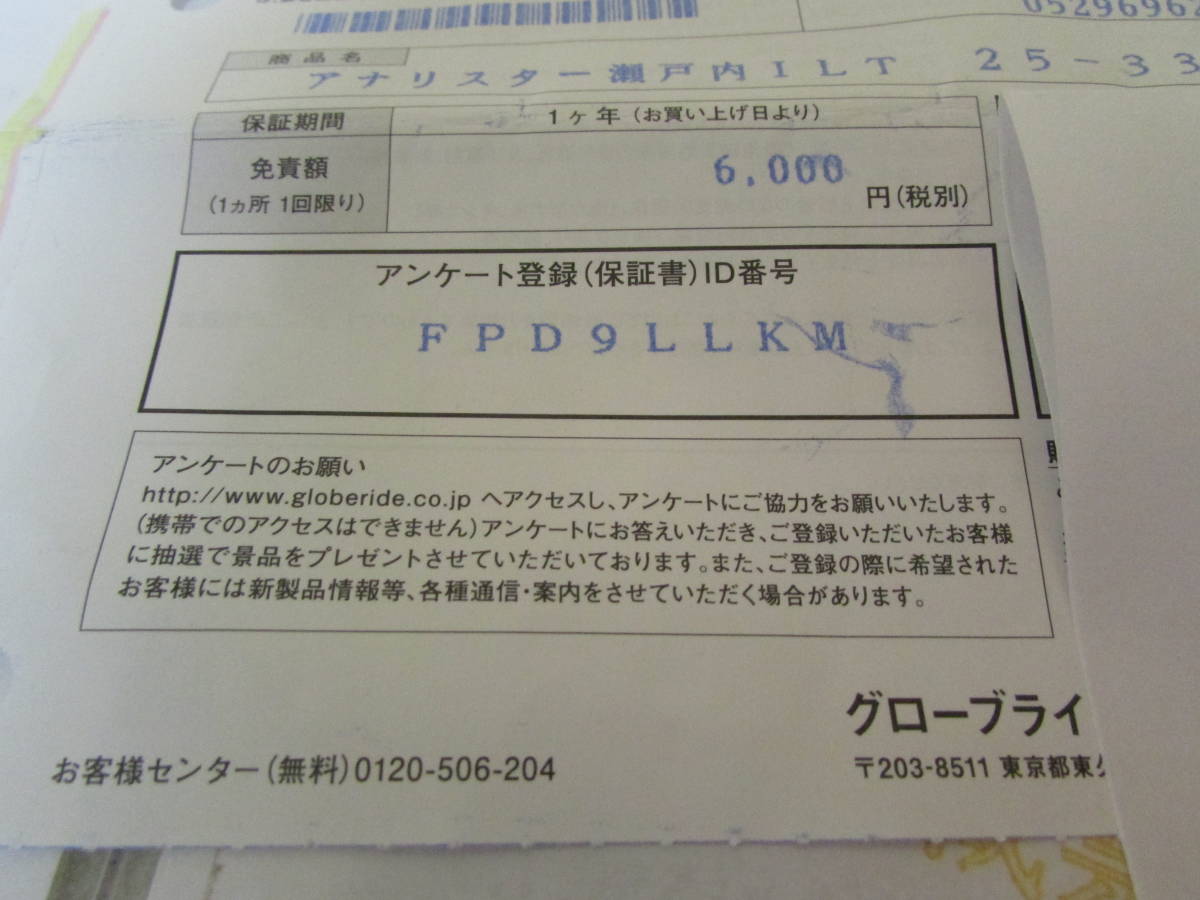 0529696
商品名
アナリスター瀬戸内ILT 25-33
保証期間
1ヶ年(お買い上げ日より)
免責額
(1ヵ所 1回限り)
6,000
円(税別)
アンケート登録(保証書)ID番号
FPD9LLKM
アンケートのお願い
http://www.globeride.co.jp へアクセスし、アンケートにご協力をお願いいたします。
(携帯でのアクセスはできません)アンケートにお答えいただき、ご登録いただいたお客様
に抽選で景品をプレゼントさせていただいております。また、ご登録の際に希望された
お客様には新製品情報等、各種通信・案内をさせていただく場合があります。
グローブライ
お客様センター(無料)0120-506-204
〒203-8511 東京都東